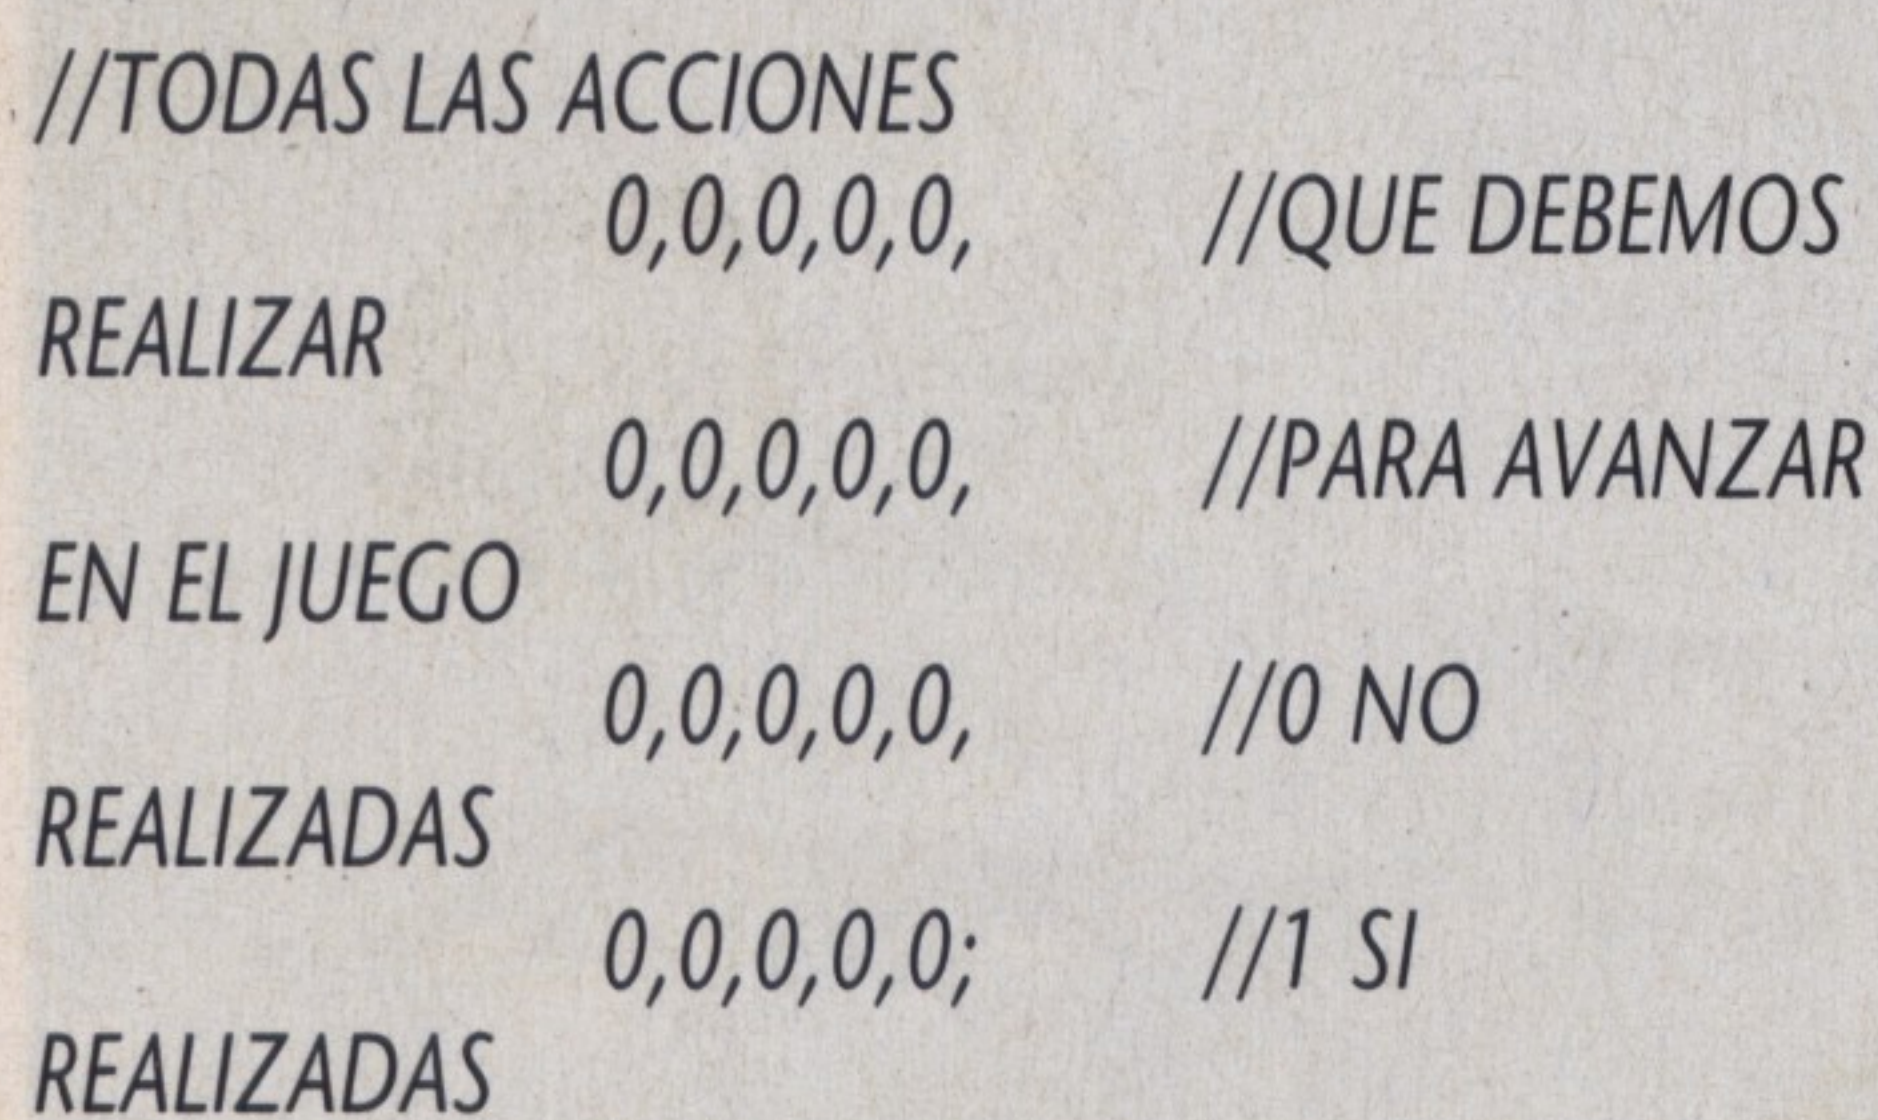 //TODAS LAS ACCIONES
0,0,0,0,0, //QUE DEBEMOS
REALIZAR
0,0,0,0,0, //PARA AVANZAR
EN EL JUEGO
0,0,0,0,0, //0 NO
REALIZADAS
0,0,0,0,0; //1 SI
REALIZADAS